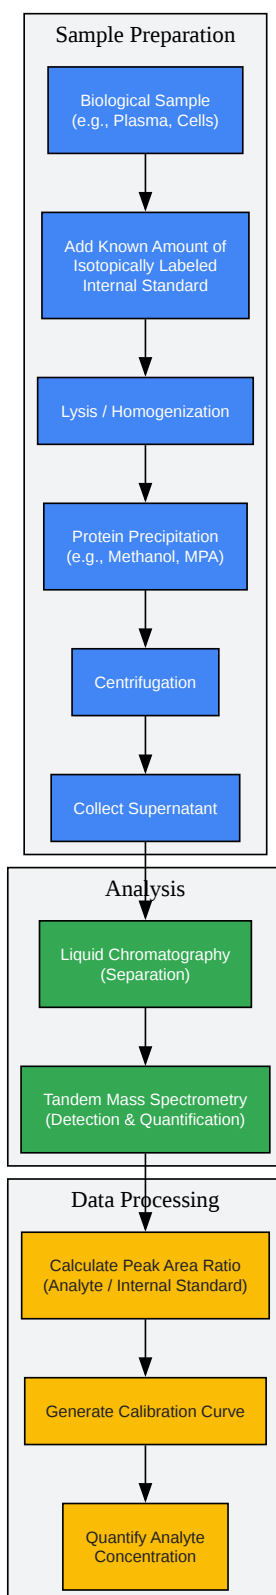 Sample Preparation
Biological Sample
(e.g., Plasma, Cells)
Add Known Amount of
Isotopically Labeled
Internal Standard
Lysis / Homogenization
Protein Precipitation
(e.g., Methanol, MPA)
Centrifugation
Collect Supernatant
Analysis
Liquid Chromatography
(Separation)
Tandem Mass Spectrometry
(Detection & Quantification)
Data Processing
Calculate Peak Area Ratio
(Analyte / Internal Standard)
Generate Calibration Curve
Quantify Analyte
Concentration